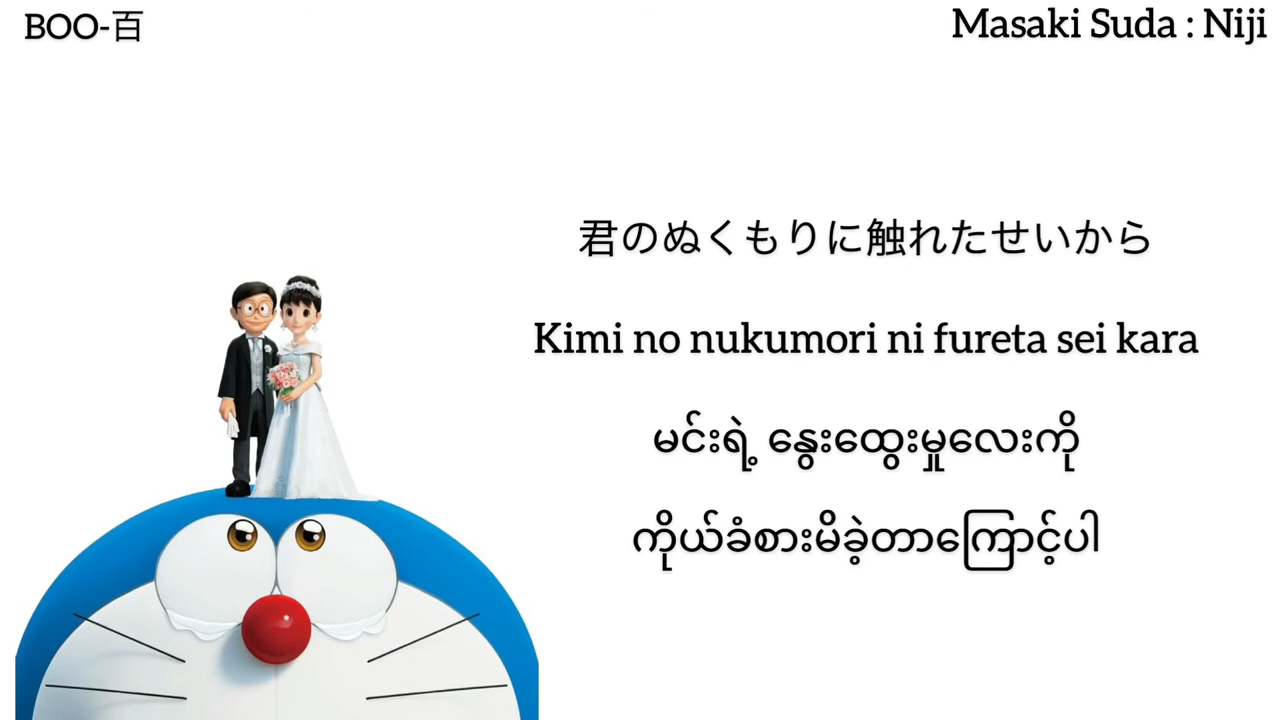 BOO-百
Masaki Suda : Niji
君のぬくもりに触れたせいから
Kimi no nukumori ni fureta sei kara
မင်းရဲ့ နွေးထွေးမှုလေးကို
ကိုယ်ခံစားမိခဲ့တာကြောင့်ပါ